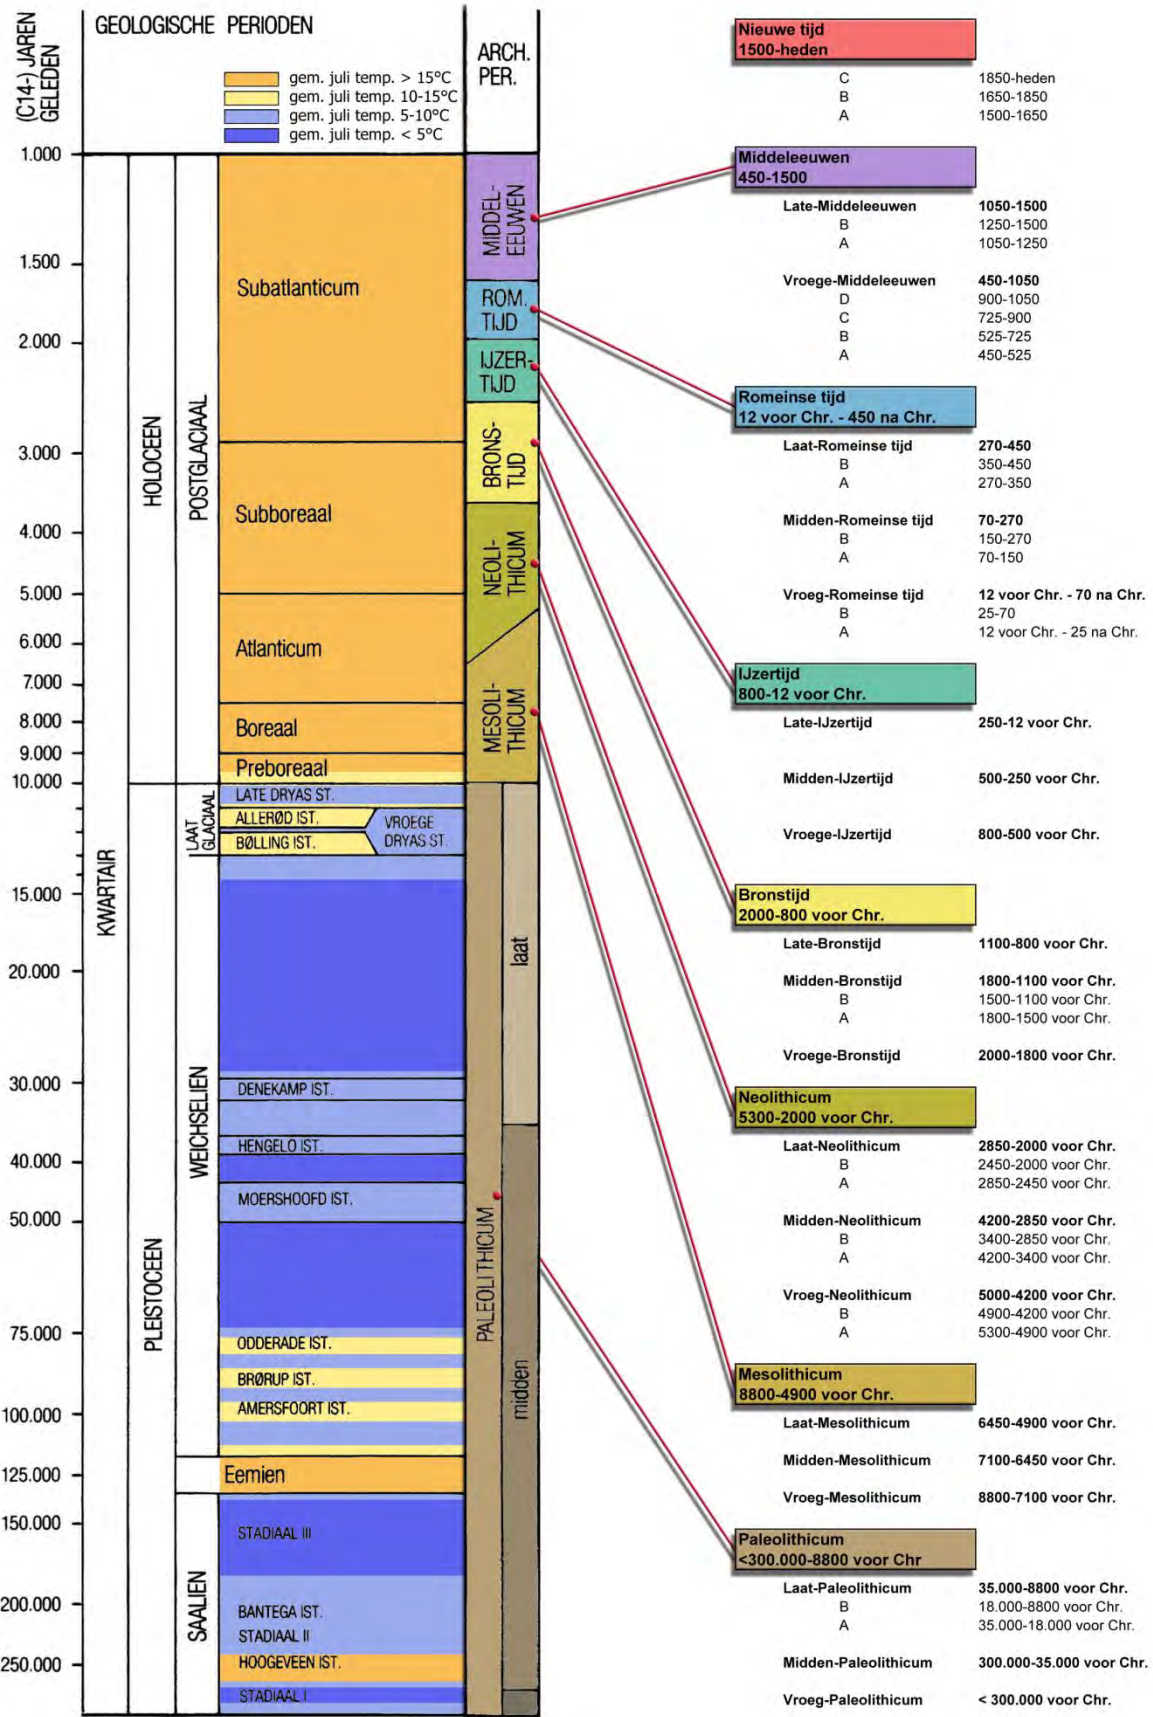 (C14-) JAREN
GELEDEN
GEOLOGISCHE PERIODEN
gem. juli temp. > 15°C
gem. juli temp. 10-15°C
gem. juli temp. 5-10°C
gem. juli temp. < 5°C
ARCH.
PER.
1.000
1.500
2.000
3.000
4.000
5.000
6.000
7.000
8.000
9.000
10.000
15.000
20.000
30.000
40.000
50.000
75.000
100.000
125.000
150.000
200.000
250.000
KWARTAIR
HOLOCEEN
PLEISTOCEEN
POSTGLACIAAL
LAAT
GLACIAAL
WEICHSELIEN
SAALIEN
Subatlanticum
Subboreaal
Atlanticum
Boreaal
Preboreaal
LATE DRYAS ST.
ALLERØD IST.
VROEGE
DRYAS ST.
BØLLING IST.
DENEKAMP IST.
HENGELO IST.
MOERSHOOFD IST.
ODDERADE IST.
BRØRUP IST.
AMERSFOORT IST.
Eemien
STADIAAL III
BANTEGA IST.
STADIAAL II
HOOGEVEEN IST.
STADIAAL I
MIDDEL-
EEUWEN
ROM.
TIJD
IJZER-
TIJD
BRONS-
TIJD
NEOLI-
THICUM
MESOLI-
THICUM
PALEOLITHICUM
laat
midden
Nieuwe tijd
1500-heden
C 1850-heden
B 1650-1850
A 1500-1650
Middeleeuwen
450-1500
Late-Middeleeuwen 1050-1500
B 1250-1500
A 1050-1250
Vroege-Middeleeuwen 450-1050
D 900-1050
C 725-900
B 525-725
A 450-525
Romeinse tijd
12 voor Chr. - 450 na Chr.
Laat-Romeinse tijd 270-450
B 350-450
A 270-350
Midden-Romeinse tijd 70-270
B 150-270
A 70-150
Vroeg-Romeinse tijd 12 voor Chr. - 70 na Chr.
B 25-70
A 12 voor Chr. - 25 na Chr.
IJzertijd
800-12 voor Chr.
Late-IJzertijd 250-12 voor Chr.
Midden-IJzertijd 500-250 voor Chr.
Vroege-IJzertijd 800-500 voor Chr.
Bronstijd
2000-800 voor Chr.
Late-Bronstijd 1100-800 voor Chr.
Midden-Bronstijd 1800-1100 voor Chr.
B 1500-1100 voor Chr.
A 1800-1500 voor Chr.
Vroege-Bronstijd 2000-1800 voor Chr.
Neolithicum
5300-2000 voor Chr.
Laat-Neolithicum 2850-2000 voor Chr.
B 2450-2000 voor Chr.
A 2850-2450 voor Chr.
Midden-Neolithicum 4200-2850 voor Chr.
B 3400-2850 voor Chr.
A 4200-3400 voor Chr.
Vroeg-Neolithicum 5000-4200 voor Chr.
B 4900-4200 voor Chr.
A 5300-4900 voor Chr.
Mesolithicum
8800-4900 voor Chr.
Laat-Mesolithicum 6450-4900 voor Chr.
Midden-Mesolithicum 7100-6450 voor Chr.
Vroeg-Mesolithicum 8800-7100 voor Chr.
Paleolithicum
<300.000-8800 voor Chr
Laat-Paleolithicum 35.000-8800 voor Chr.
B 18.000-8800 voor Chr.
A 35.000-18.000 voor Chr.
Midden-Paleolithicum 300.000-35.000 voor Chr.
Vroeg-Paleolithicum < 300.000 voor Chr.